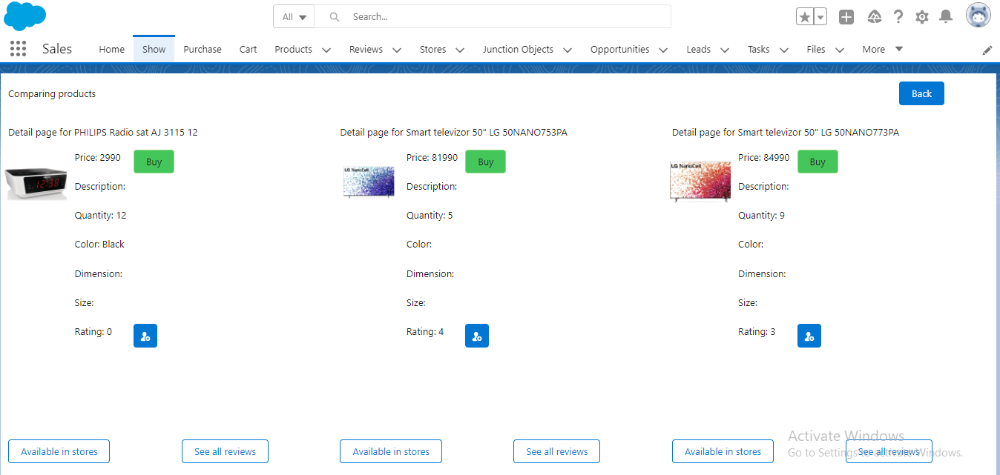 All
Search...
Sales
Home
Show
Purchase
Cart
Products
Reviews
Stores
Junction Objects
Opportunities
Leads
Tasks
Files
More
Comparing products
Back
Detail page for PHILIPS Radio sat AJ 3115 12
Price: 2990
Buy
12:38
Description:
Quantity: 12
Color: Black
Dimension:
Size:
Rating: 0
Available in stores
See all reviews
Detail page for Smart televizor 50" LG 50NANO753PA
Price: 81990
Buy
LG NanoCell
Description:
Quantity: 5
Color:
Dimension:
Size:
Rating: 4
Available in stores
See all reviews
Detail page for Smart televizor 50" LG 50NANO773PA
Price: 84990
Buy
LG NanoCell
Description:
Quantity: 9
Color:
Dimension:
Size:
Rating: 3
Available in stores
See all reviews
Activate Windows
Go to Settings to activate Windows.